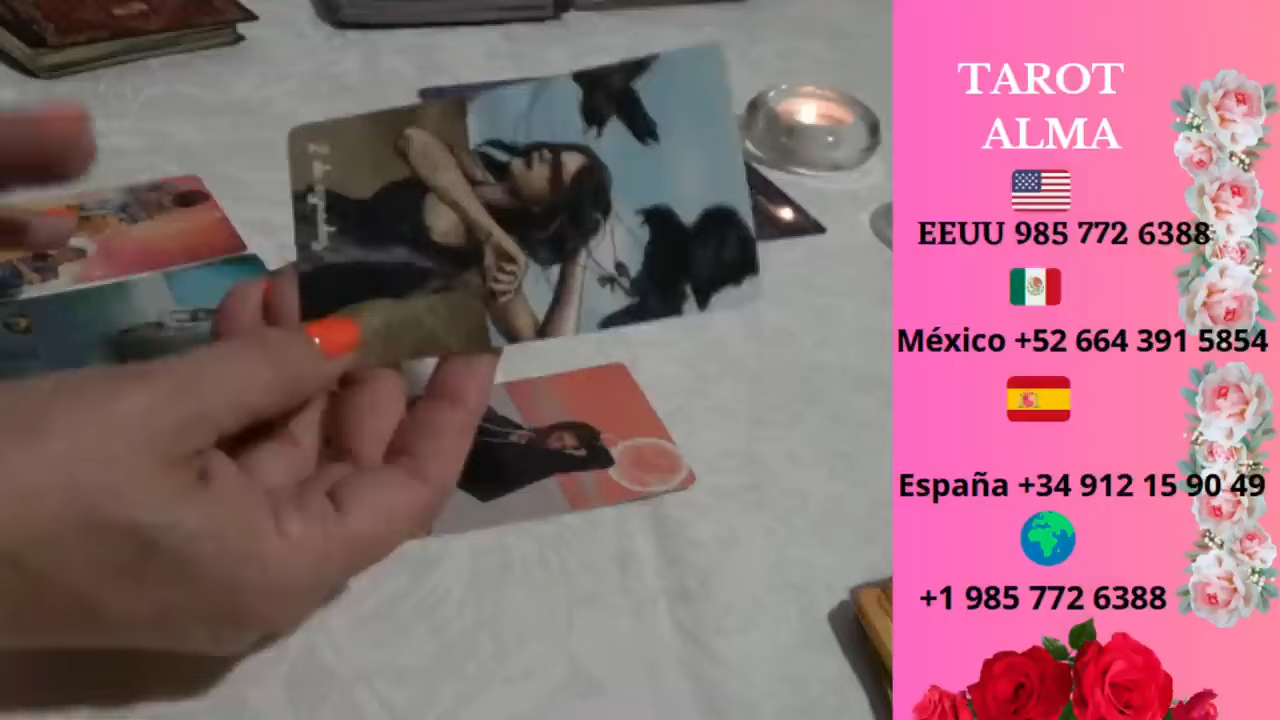 TAROT
ALMA
EEUU 985 772 6388
México +52 664 391 5854
España +34 912 15 90 49
+1 985 772 6388